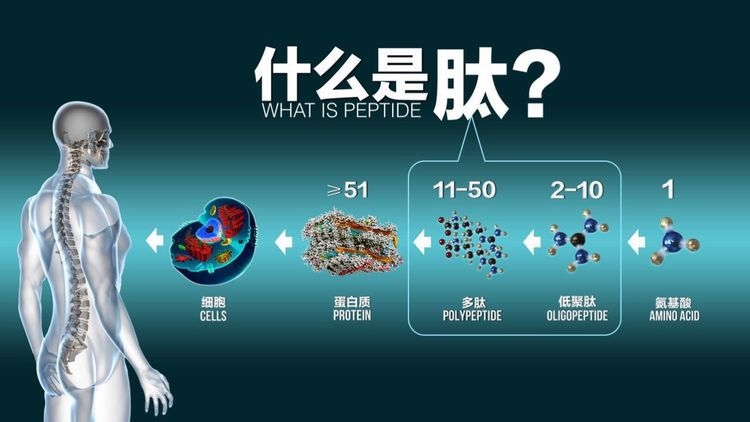 什么是肽?
WHAT IS PEPTIDE
≥51
11-50
2-10
1
细胞
CELLS
蛋白质
PROTEIN
多肽
POLYPEPTIDE
低聚肽
OLIGOPEPTIDE
氨基酸
AMINO ACID